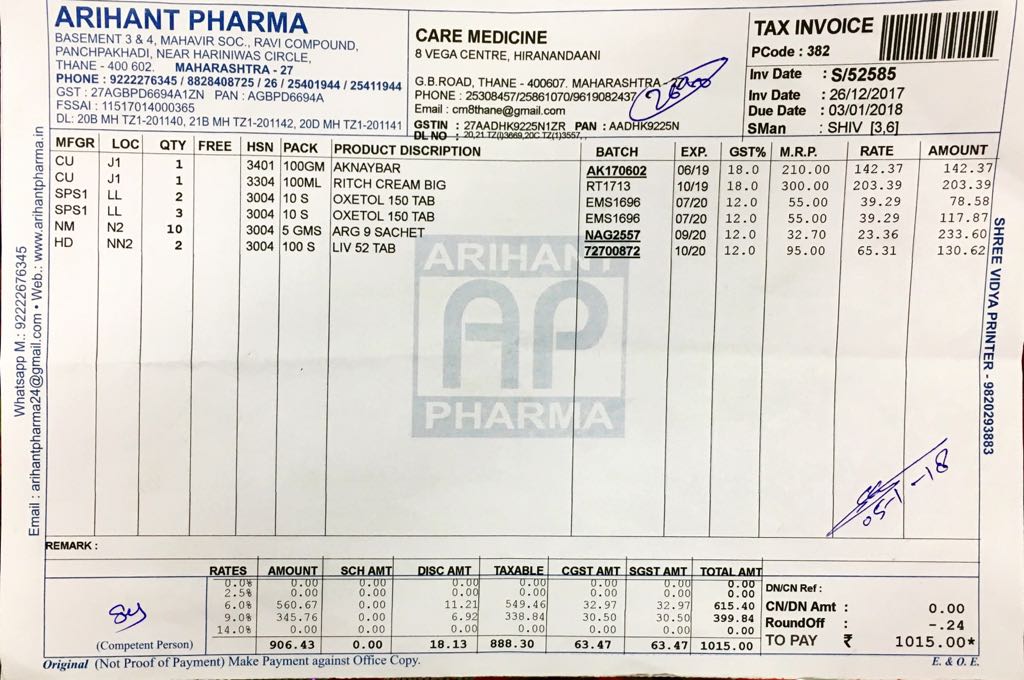 ARIHANT PHARMA
BASEMENT 3 & 4, MAHAVIR SOC., RAVI COMPOUND,
PANCHPAKHADI, NEAR HARINIWAS CIRCLE,
THANE - 400 602. MAHARASHTRA - 27
PHONE : 9222276345 / 8828408725 / 26 / 25401944 / 25411944
GST : 27AGBPD6694A1ZN PAN : AGBPD6694A
FSSAI : 11517014000365
DL: 20B MH TZ1-201140, 21B MH TZ1-201142, 20D MH TZ1-201141
CARE MEDICINE
8 VEGA CENTRE, HIRANANDAANI
G.B.ROAD, THANE - 400607. MAHARASHTRA - 27
PHONE : 25308457/25861070/9619082437
Email : cm8thane@gmail.com
GSTIN : 27AADHK9225N1ZR PAN : AADHK9225N
DL NO : 20,21.TZ(I)3669,20C.TZ(1)3557,,
TAX INVOICE
PCode : 382
Inv Date : S/52585
Inv Date : 26/12/2017
Due Date : 03/01/2018
SMan : SHIV [3,6]
MFGR LOC QTY FREE HSN PACK PRODUCT DISCRIPTION BATCH EXP. GST% M.R.P. RATE AMOUNT
CU J1 1 3401 100GM AKNAYBAR AK170602 06/19 18.0 210.00 142.37 142.37
CU J1 1 3304 100ML RITCH CREAM BIG RT1713 10/19 18.0 300.00 203.39 203.39
SPS1 LL 2 3004 10 S OXETOL 150 TAB EMS1696 07/20 12.0 55.00 39.29 78.58
SPS1 LL 3 3004 10 S OXETOL 150 TAB EMS1696 07/20 12.0 55.00 39.29 117.87
NM N2 10 3004 5 GMS ARG 9 SACHET NAG2557 09/20 12.0 32.70 23.36 233.60
HD NN2 2 3004 100 S LIV 52 TAB 72700872 10/20 12.0 95.00 65.31 130.62
ARIHANT
AP
PHARMA
Whatsapp M.: 92222676345
Email : arihantpharma24@gmail.com • Web.: www.arihantpharma.in
SHREE VIDYA PRINTER - 9820293883
05-1-18
REMARK :
RATES AMOUNT SCH AMT DISC AMT TAXABLE CGST AMT SGST AMT TOTAL AMT
0.0% 0.00 0.00 0.00 0.00 0.00 0.00 0.00
2.5% 0.00 0.00 0.00 0.00 0.00 0.00 0.00
6.0% 560.67 0.00 11.21 549.46 32.97 32.97 615.40
9.0% 345.76 0.00 6.92 338.84 30.50 30.50 399.84
14.0% 0.00 0.00 0.00 0.00 0.00 0.00 0.00
906.43 0.00 18.13 888.30 63.47 63.47 1015.00
DN/CN Ref :
CN/DN Amt : 0.00
RoundOff : -.24
TO PAY ₹ 1015.00*
(Competent Person)
Original (Not Proof of Payment) Make Payment against Office Copy.
E. & O. E.